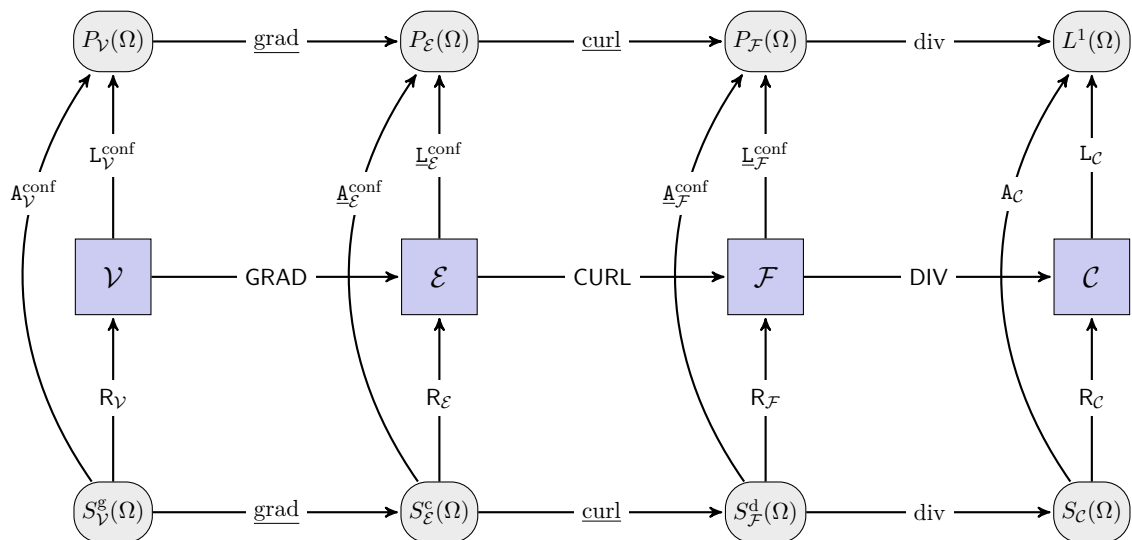 P_𝒱(Ω) grad P_ℰ(Ω) curl P_ℱ(Ω) div L¹(Ω)
L_𝒱^conf L_ℰ^conf L_ℱ^conf L_𝒞
A_𝒱^conf A_ℰ^conf A_ℱ^conf A_𝒞
𝒱 GRAD ℰ CURL ℱ DIV 𝒞
R_𝒱 R_ℰ R_ℱ R_𝒞
S_𝒱^g(Ω) grad S_ℰ^c(Ω) curl S_ℱ^d(Ω) div S_𝒞(Ω)